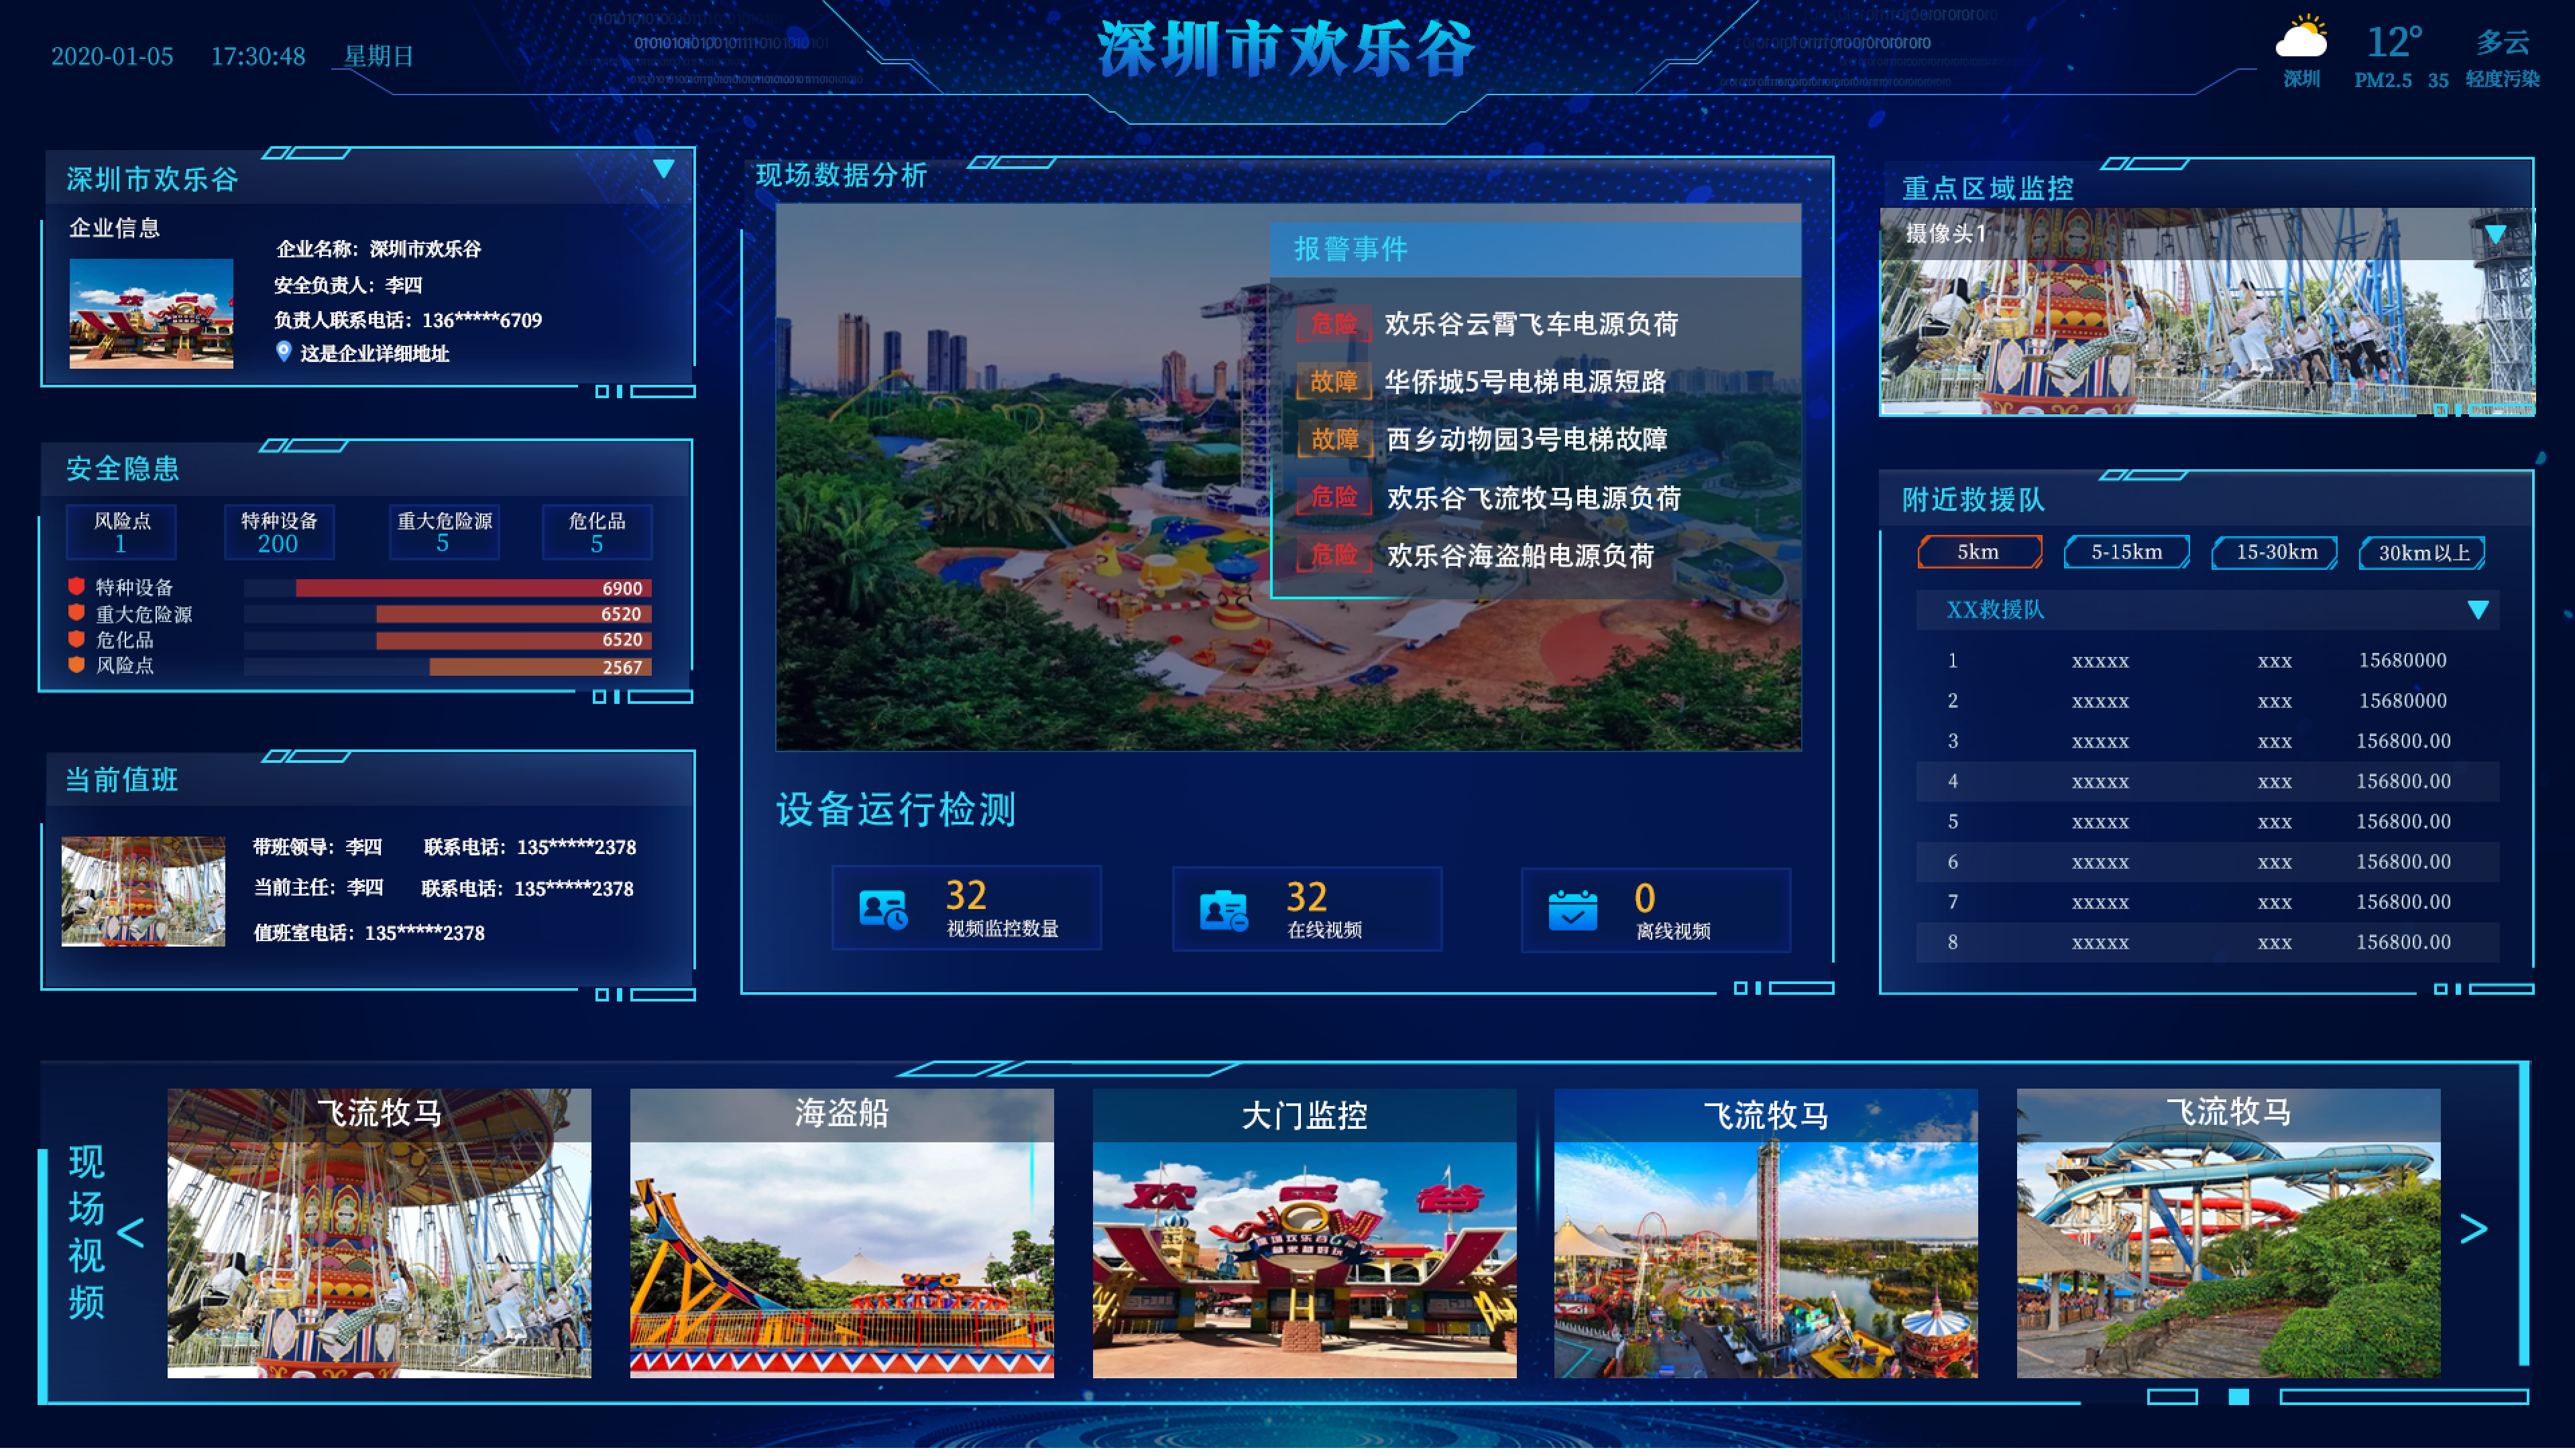 2020-01-05 17:30:48 星期日
深圳市欢乐谷
12° 多云
深圳 PM2.5 35 轻度污染
深圳市欢乐谷
企业信息
企业名称：深圳市欢乐谷
安全负责人：李四
负责人联系电话：136*****6709
这是企业详细地址
安全隐患
风险点 特种设备 重大危险源 危化品
1 200 5 5
特种设备 6900
重大危险源 6520
危化品 6520
风险点 2567
当前值班
带班领导：李四 联系电话：135*****2378
当前主任：李四 联系电话：135*****2378
值班室电话：135*****2378
现场数据分析
报警事件
危险 欢乐谷云霄飞车电源负荷
故障 华侨城5号电梯电源短路
故障 西乡动物园3号电梯故障
危险 欢乐谷飞流牧马电源负荷
危险 欢乐谷海盗船电源负荷
设备运行检测
32 32 0
视频监控数量 在线视频 离线视频
重点区域监控
摄像头1
附近救援队
5km 5-15km 15-30km 30km以上
XX救援队
1 xxxxx xxx 15680000
2 xxxxx xxx 15680000
3 xxxxx xxx 156800.00
4 xxxxx xxx 156800.00
5 xxxxx xxx 156800.00
6 xxxxx xxx 156800.00
7 xxxxx xxx 156800.00
8 xxxxx xxx 156800.00
现场视频
< 飞流牧马 海盗船 大门监控 飞流牧马 飞流牧马 >
欢乐谷